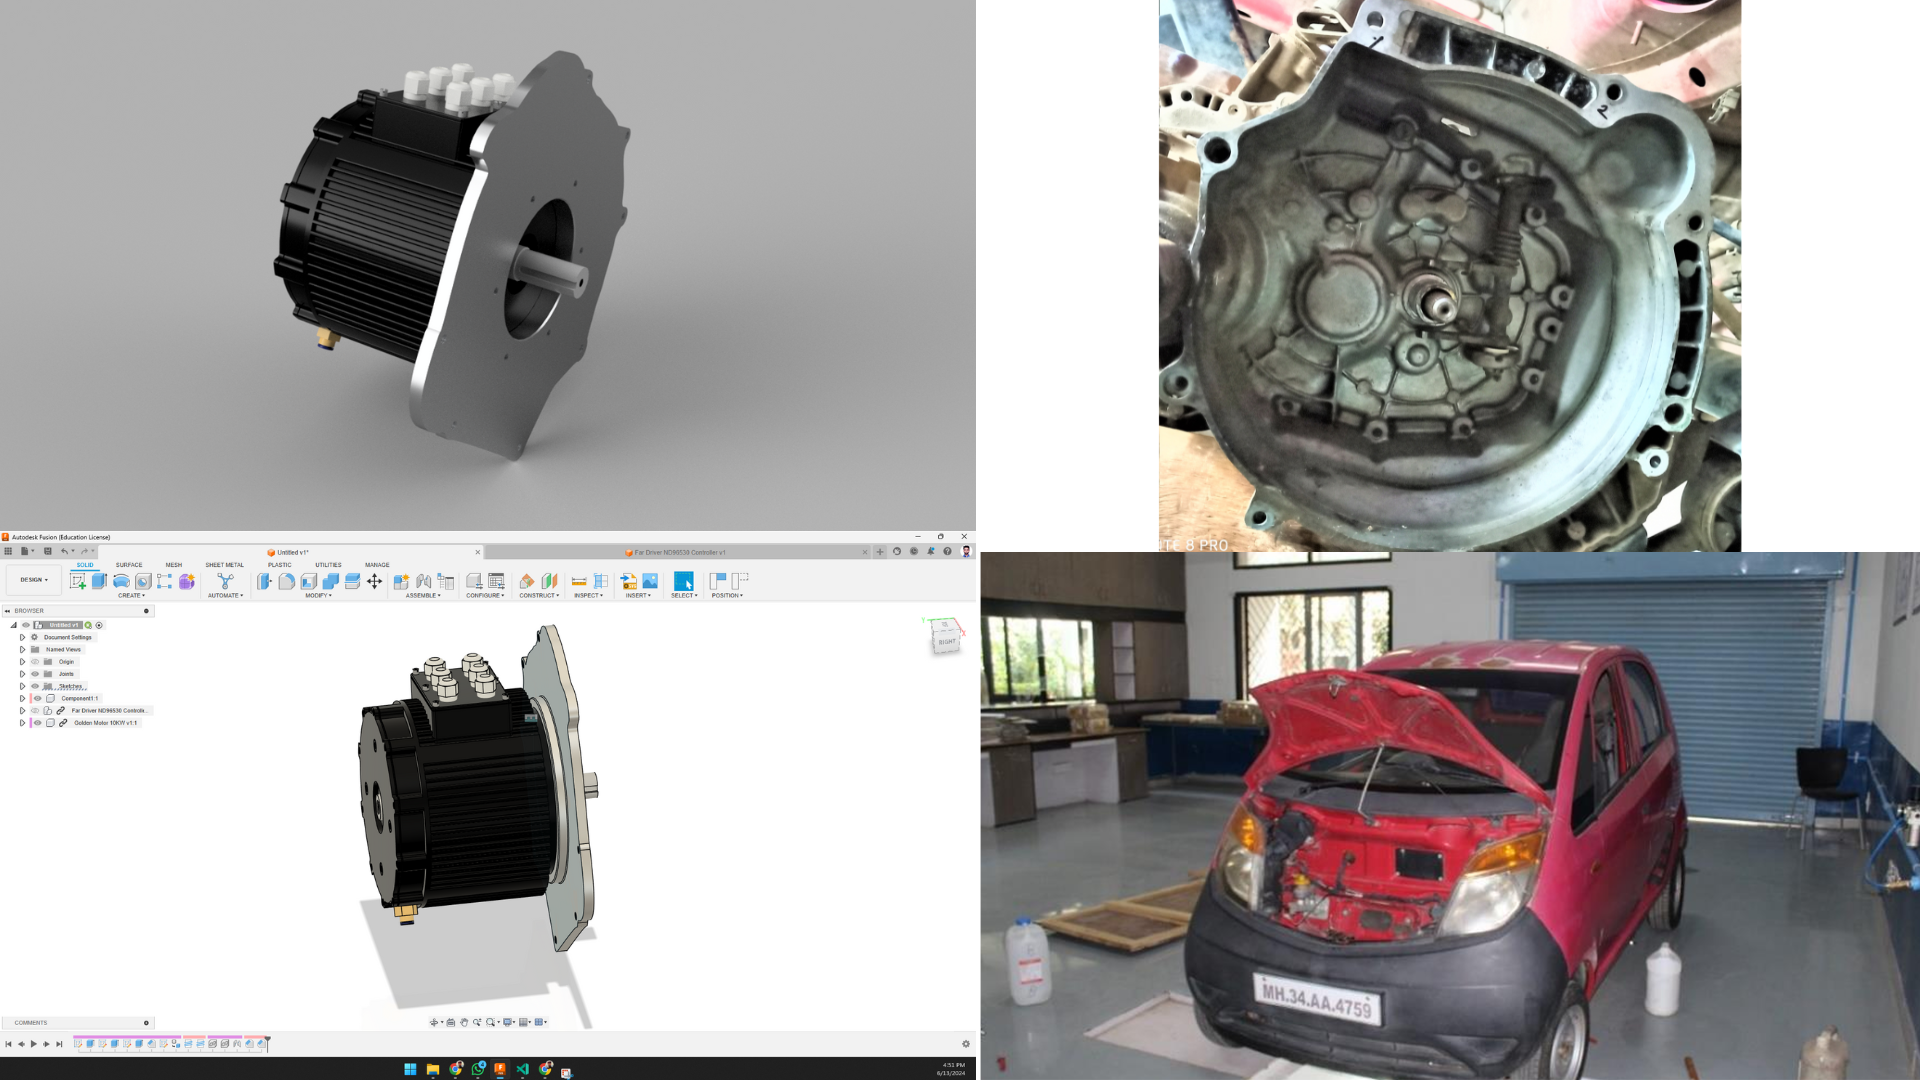 1
2
TE 8 PRO
Autodesk Fusion (Education License)
Untitled v1*
Far Driver ND96530 Controller v1
SOLID
SURFACE
MESH
SHEET METAL
PLASTIC
UTILITIES
MANAGE
DESIGN
CREATE
AUTOMATE
MODIFY
ASSEMBLE
CONFIGURE
CONSTRUCT
INSPECT
INSERT
SELECT
POSITION
BROWSER
Untitled v1
Document Settings
Named Views
Origin
Joints
Sketches
Component1:1
Far Driver ND96530 Controlle...
Golden Motor 10KW v1:1
RIGHT
Y
X
COMMENTS
4:51 PM
6/13/2024
MH.34.AA.4759